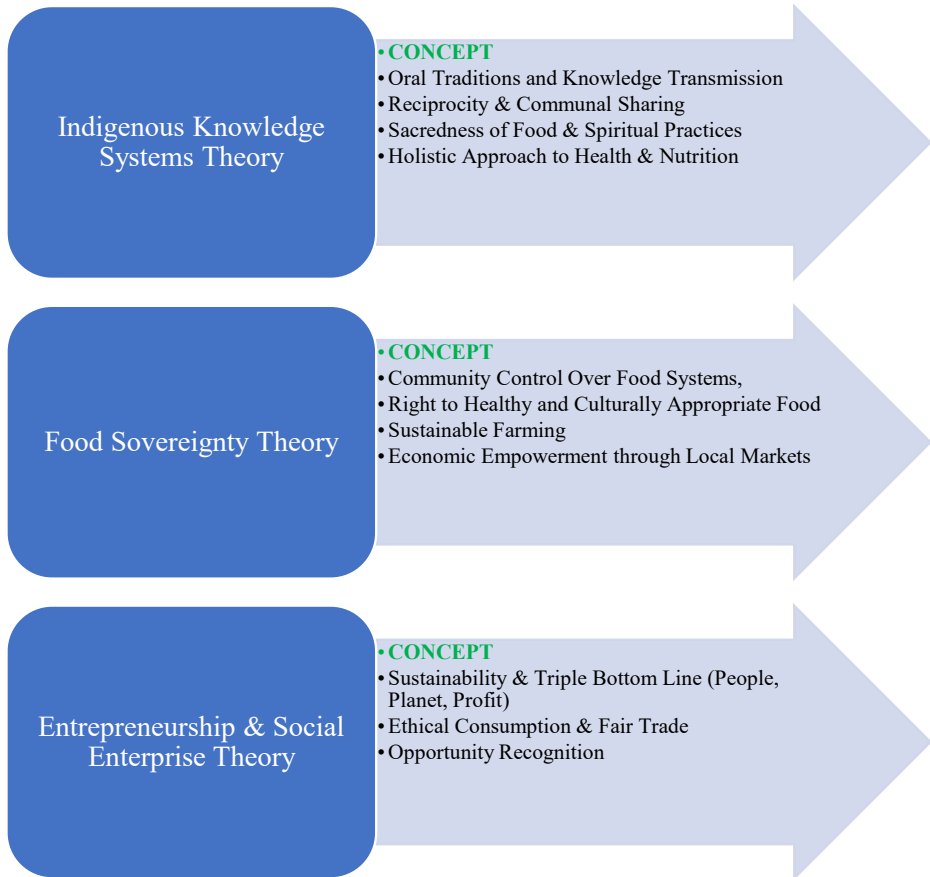 Indigenous Knowledge
Systems Theory
• CONCEPT
• Oral Traditions and Knowledge Transmission
• Reciprocity & Communal Sharing
• Sacredness of Food & Spiritual Practices
• Holistic Approach to Health & Nutrition
Food Sovereignty Theory
• CONCEPT
• Community Control Over Food Systems,
• Right to Healthy and Culturally Appropriate Food
• Sustainable Farming
• Economic Empowerment through Local Markets
Entrepreneurship & Social
Enterprise Theory
• CONCEPT
• Sustainability & Triple Bottom Line (People,
Planet, Profit)
• Ethical Consumption & Fair Trade
• Opportunity Recognition